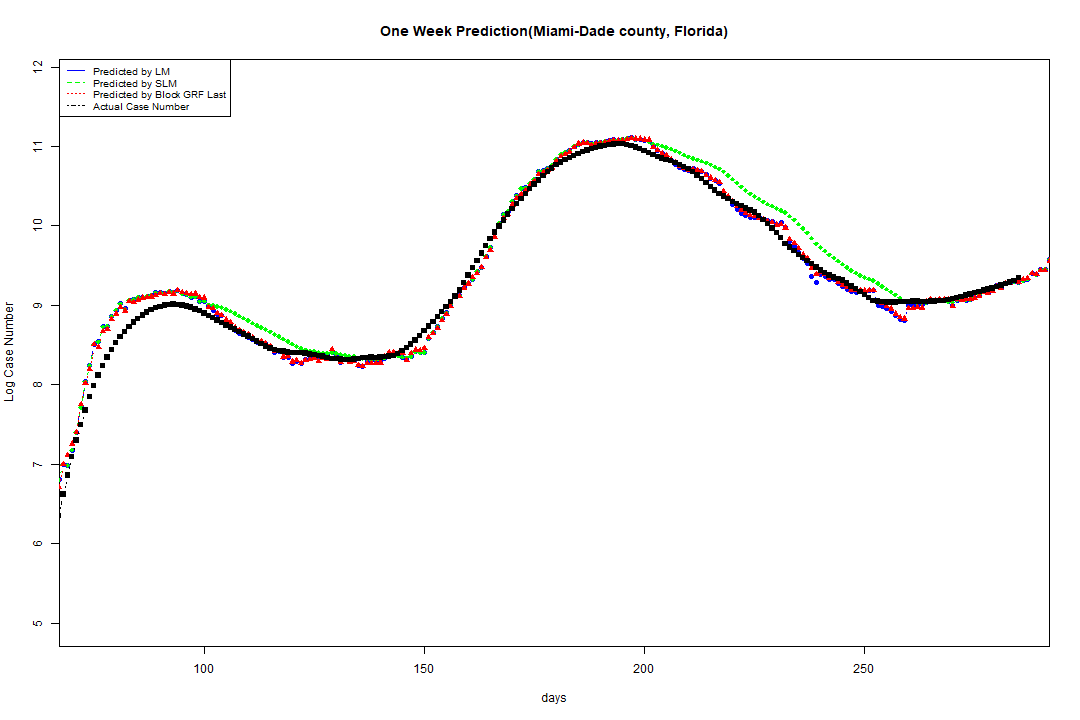 One Week Prediction(Miami-Dade county, Florida)
Predicted by LM
Predicted by SLM
Predicted by Block GRF Last
Actual Case Number
12
11
10
9
8
7
6
5
Log Case Number
100 150 200 250
days